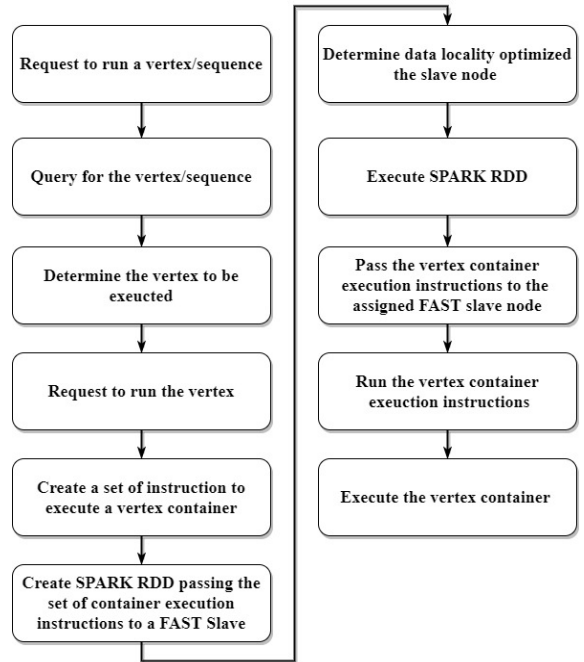 Request to run a vertex/sequence
Query for the vertex/sequence
Determine the vertex to be
exeucted
Request to run the vertex
Create a set of instruction to
execute a vertex container
Create SPARK RDD passing the
set of container execution
instructions to a FAST Slave
Determine data locality optimized
the slave node
Execute SPARK RDD
Pass the vertex container
execution instructions to the
assigned FAST slave node
Run the vertex container
exeuction instructions
Execute the vertex container